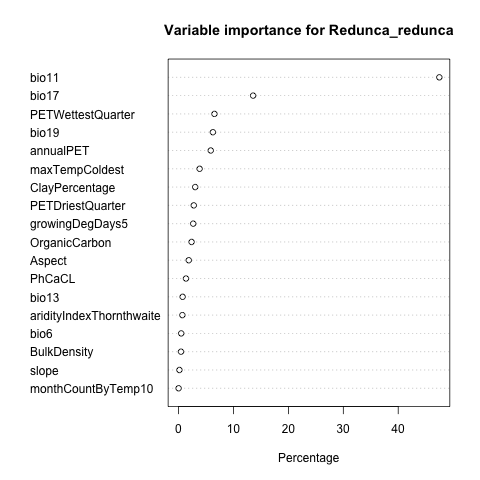 Variable importance for Redunca_redunca
bio11
bio17
PETWettestQuarter
bio19
annualPET
maxTempColdest
ClayPercentage
PETDriestQuarter
growingDegDays5
OrganicCarbon
Aspect
PhCaCL
bio13
aridityIndexThornthwaite
bio6
BulkDensity
slope
monthCountByTemp10
0 10 20 30 40
Percentage